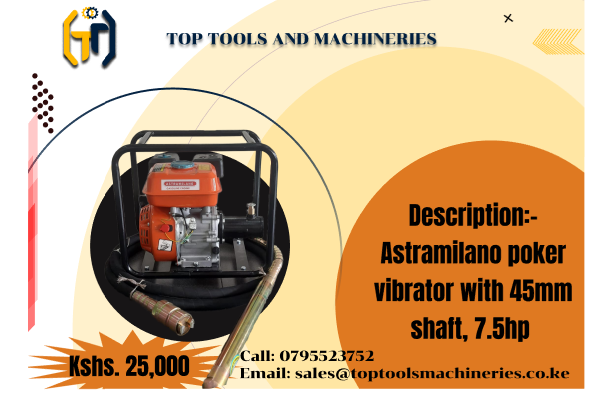 TOP TOOLS AND MACHINERIES
Description:-
Astramilano poker
vibrator with 45mm
shaft, 7.5hp
Kshs. 25,000
Call: 0795523752
Email: sales@toptoolsmachineries.co.ke